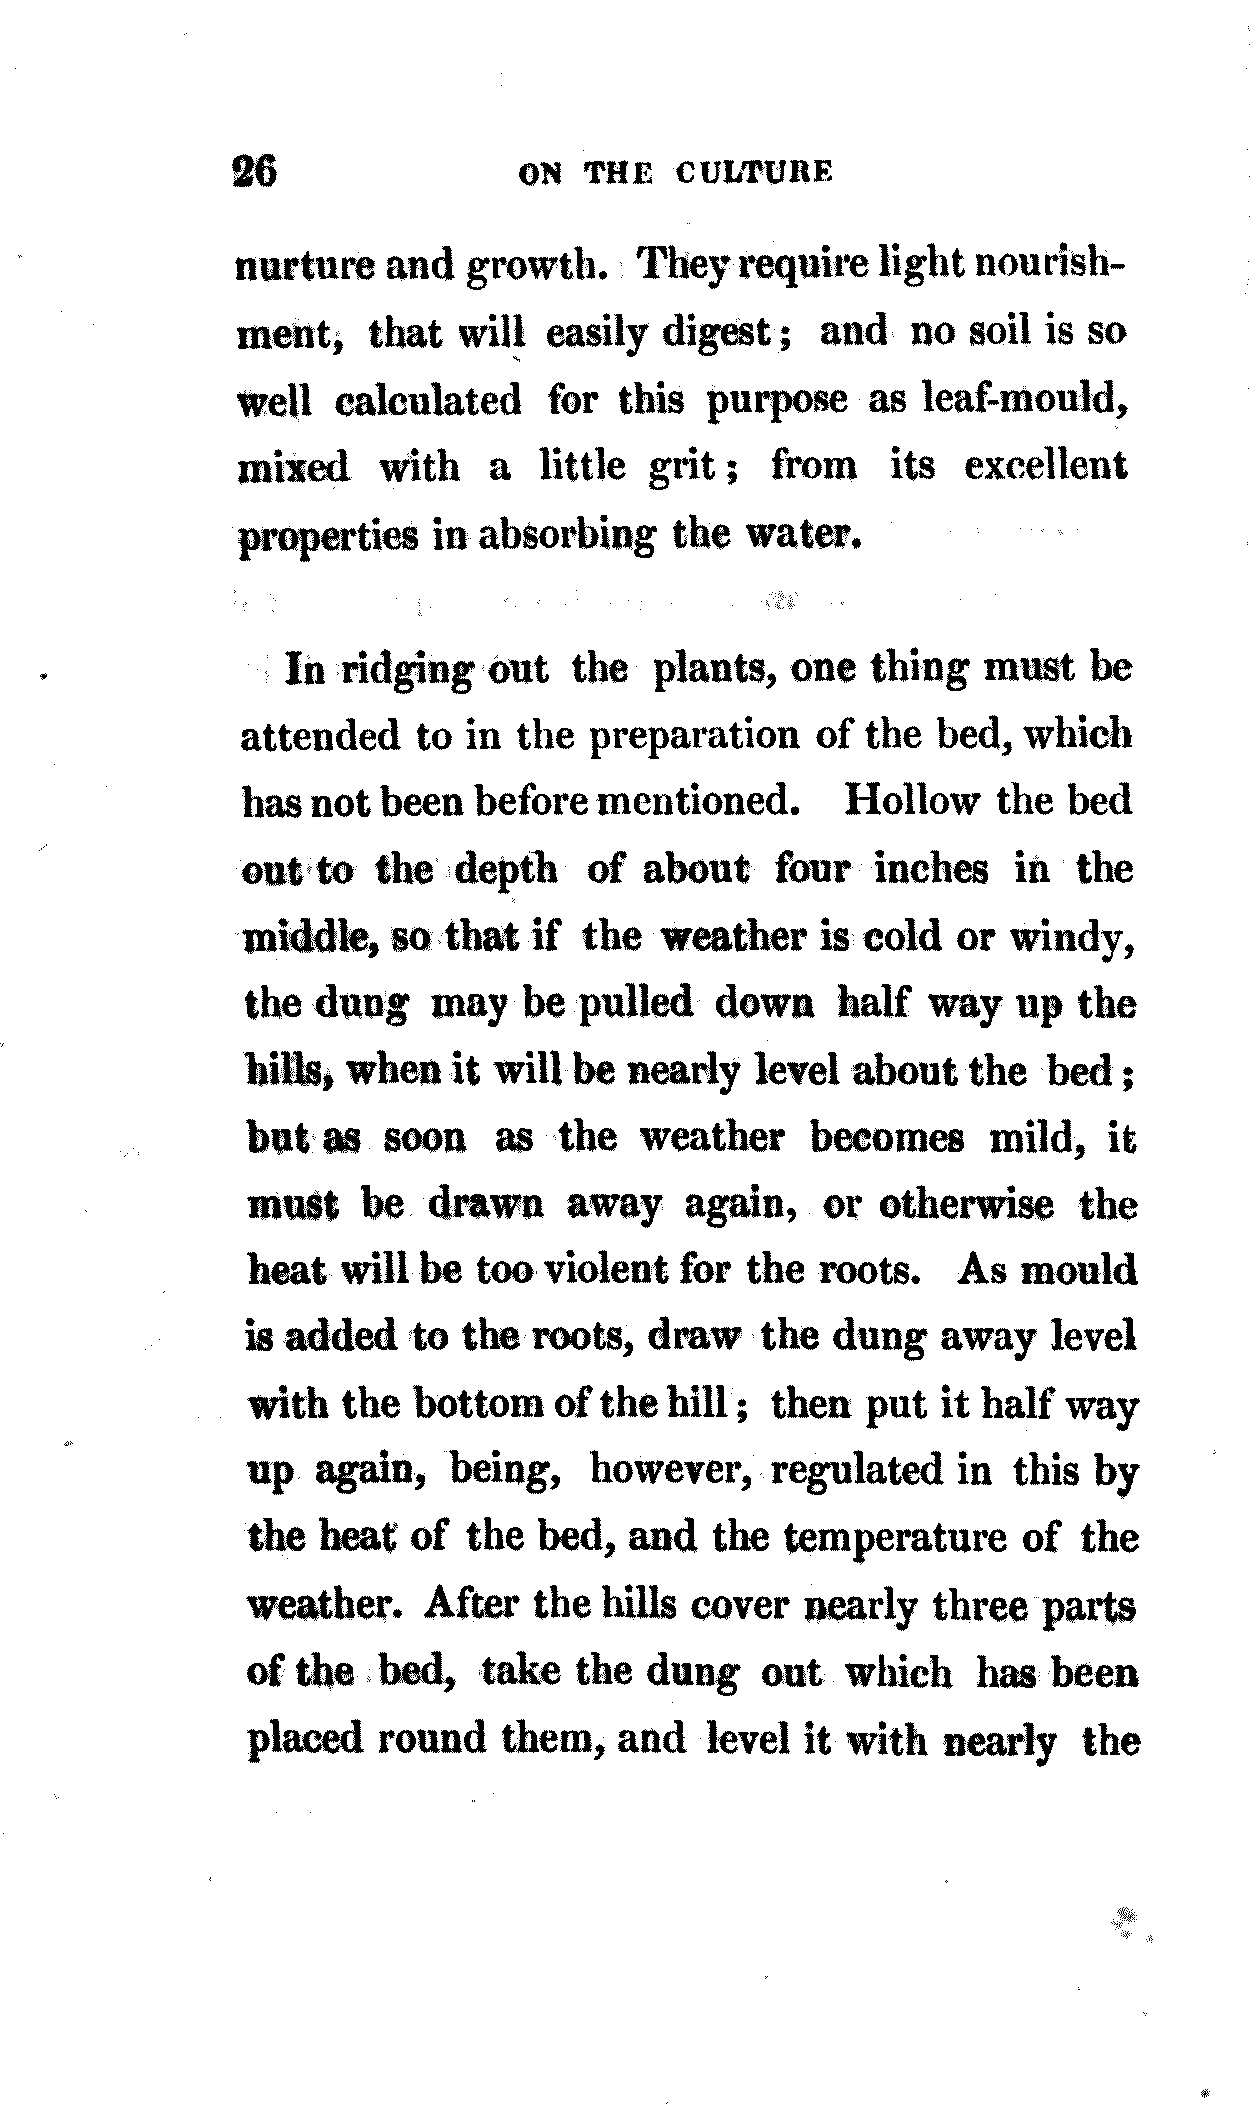 26 ON THE CULTURE
nurture and growth. They require light nourish-
ment, that will easily digest; and no soil is so
well calculated for this purpose as leaf-mould,
mixed with a little grit; from its excellent
properties in absorbing the water.
In ridging out the plants, one thing must be
attended to in the preparation of the bed, which
has not been before mentioned. Hollow the bed
out to the depth of about four inches in the
middle, so that if the weather is cold or windy,
the dung may be pulled down half way up the
hills, when it will be nearly level about the bed;
but as soon as the weather becomes mild, it
must be drawn away again, or otherwise the
heat will be too violent for the roots. As mould
is added to the roots, draw the dung away level
with the bottom of the hill; then put it half way
up again, being, however, regulated in this by
the heat of the bed, and the temperature of the
weather. After the hills cover nearly three parts
of the bed, take the dung out which has been
placed round them, and level it with nearly the